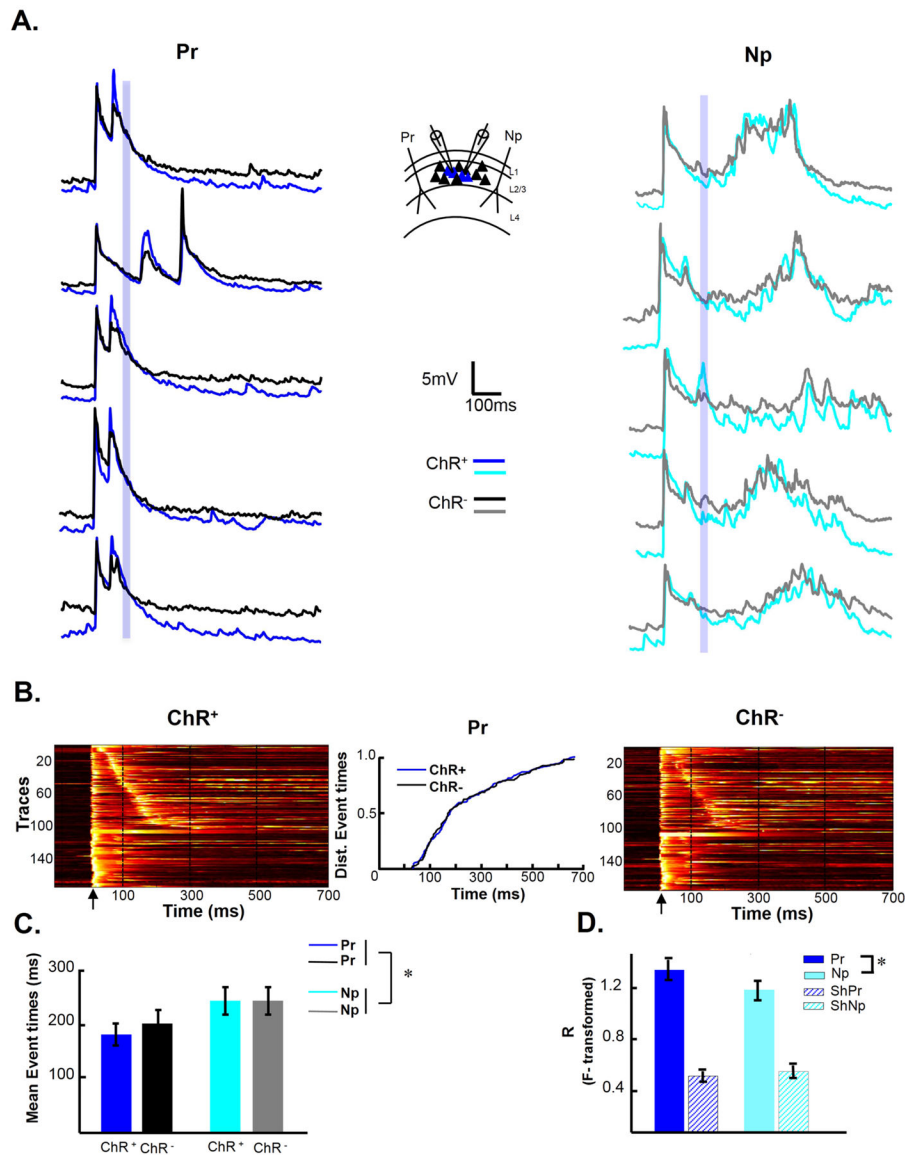 A.
Pr
Np
Pr Np
L1
L2/3
L4
5mV
100ms
ChR+
ChR-
B.
ChR+
Pr
ChR-
Traces
20
60
100
140
100 300 500 700
Time (ms)
Dist. Event times
1.0
0.5
0 100 300 500 700
Time (ms)
ChR+
ChR-
20
60
100
140
100 300 500 700
Time (ms)
C.
Mean Event times (ms)
300
200
100
ChR+ ChR- ChR+ ChR-
Pr
Pr
*
Np
Np
D.
R
(F- transformed)
1.2
0.8
0.4
Pr
Np
*
ShPr
ShNp